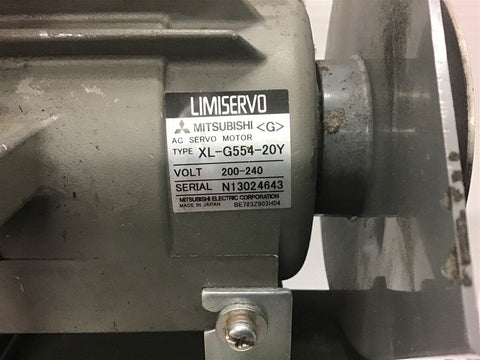 LIMISERVO
MITSUBISHI <G>
AC SERVO MOTOR
TYPE XL-G554-20Y
VOLT 200-240
SERIAL N13024643
MITSUBISHI ELECTRIC CORPORATION
MADE IN JAPAN BE723Z903H04